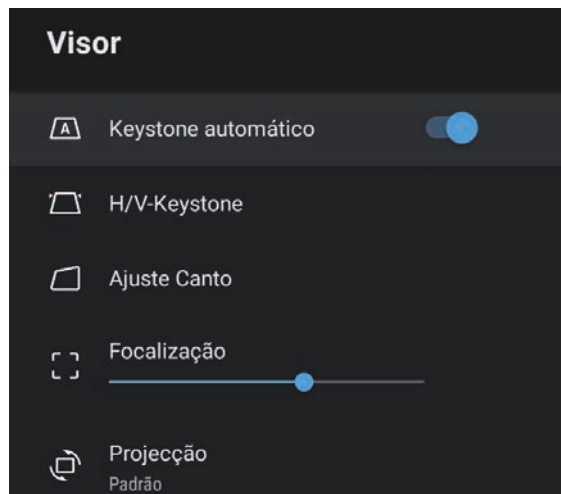 Visor
A
Keystone automático
H/V-Keystone
Ajuste Canto
Focalização
Projecção
Padrão